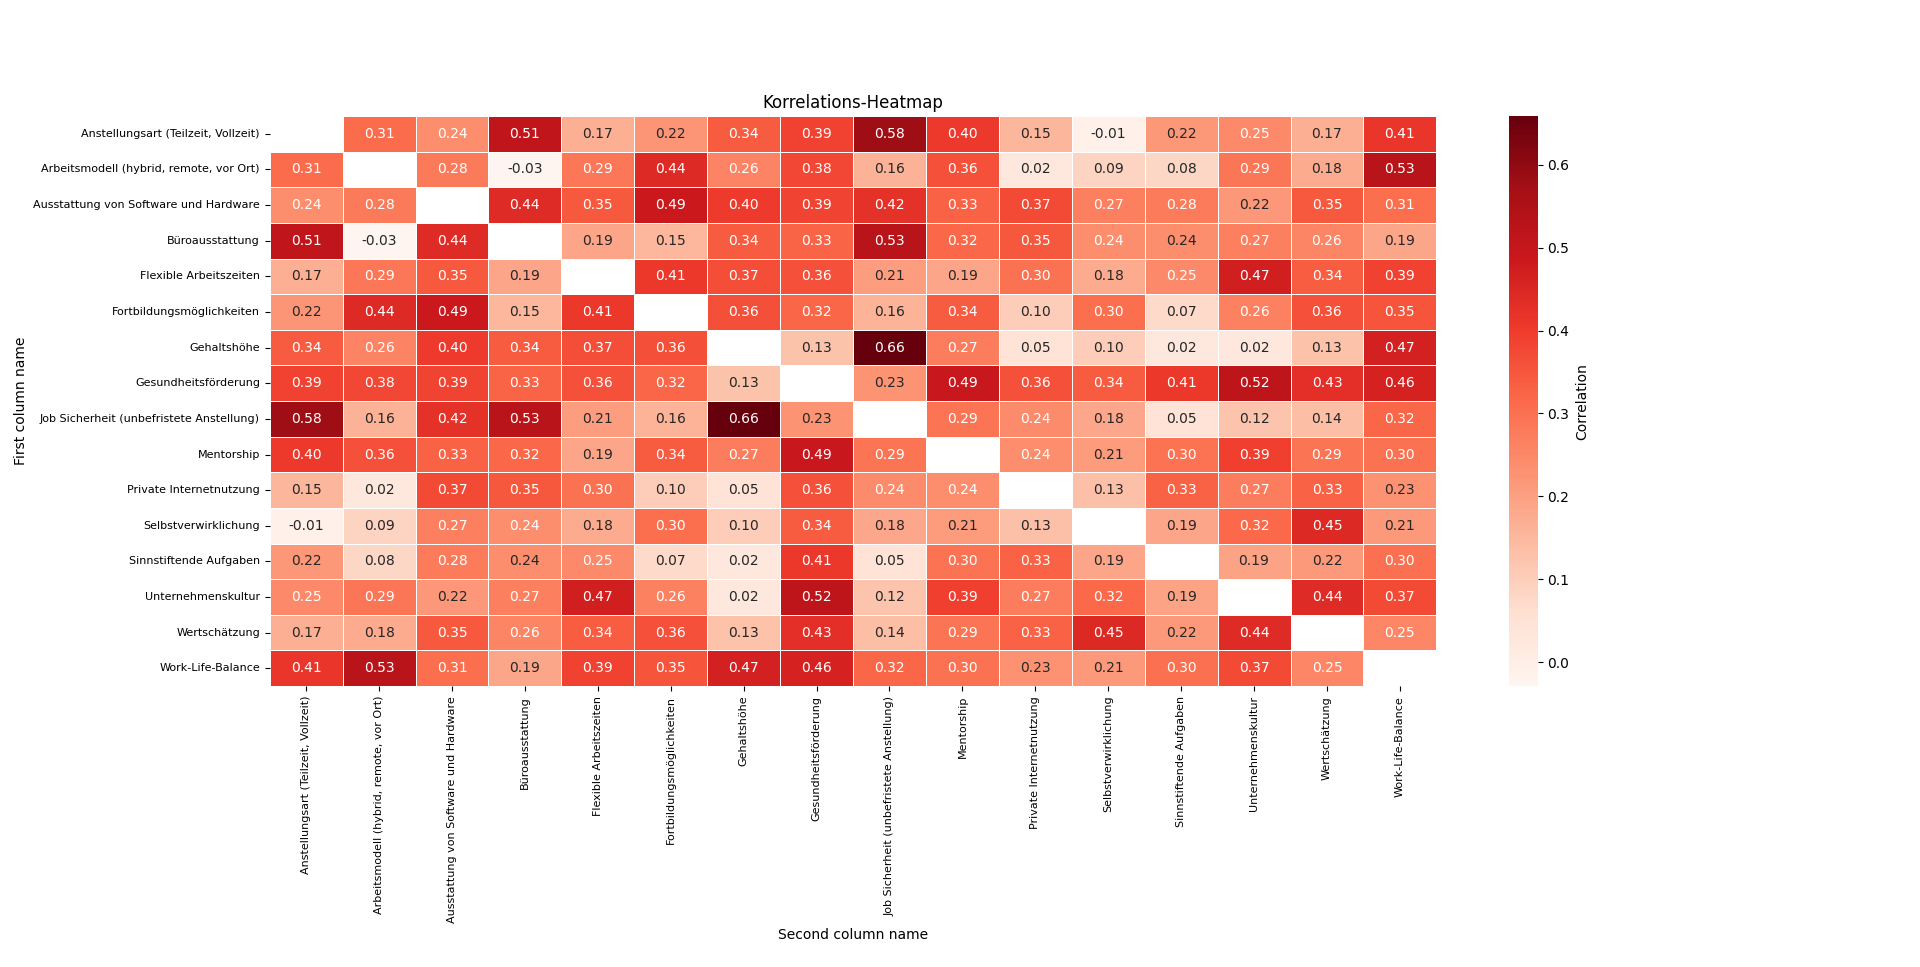 Korrelations-Heatmap
Anstellungsart (Teilzeit, Vollzeit) 0.31 0.24 0.51 0.17 0.22 0.34 0.39 0.58 0.40 0.15 -0.01 0.22 0.25 0.17 0.41
Arbeitsmodell (hybrid, remote, vor Ort) 0.31 0.28 -0.03 0.29 0.44 0.26 0.38 0.16 0.36 0.02 0.09 0.08 0.29 0.18 0.53
Ausstattung von Software und Hardware 0.24 0.28 0.44 0.35 0.49 0.40 0.39 0.42 0.33 0.37 0.27 0.28 0.22 0.35 0.31
Büroausstattung 0.51 -0.03 0.44 0.19 0.15 0.34 0.33 0.53 0.32 0.35 0.24 0.24 0.27 0.26 0.19
Flexible Arbeitszeiten 0.17 0.29 0.35 0.19 0.41 0.37 0.36 0.21 0.19 0.30 0.18 0.25 0.47 0.34 0.39
Fortbildungsmöglichkeiten 0.22 0.44 0.49 0.15 0.41 0.36 0.32 0.16 0.34 0.10 0.30 0.07 0.26 0.36 0.35
Gehaltshöhe 0.34 0.26 0.40 0.34 0.37 0.36 0.13 0.66 0.27 0.05 0.10 0.02 0.02 0.13 0.47
Gesundheitsförderung 0.39 0.38 0.39 0.33 0.36 0.32 0.13 0.23 0.49 0.36 0.34 0.41 0.52 0.43 0.46
Job Sicherheit (unbefristete Anstellung) 0.58 0.16 0.42 0.53 0.21 0.16 0.66 0.23 0.29 0.24 0.18 0.05 0.12 0.14 0.32
Mentorship 0.40 0.36 0.33 0.32 0.19 0.34 0.27 0.49 0.29 0.24 0.21 0.30 0.39 0.29 0.30
Private Internetnutzung 0.15 0.02 0.37 0.35 0.30 0.10 0.05 0.36 0.24 0.24 0.13 0.33 0.27 0.33 0.23
Selbstverwirklichung -0.01 0.09 0.27 0.24 0.18 0.30 0.10 0.34 0.18 0.21 0.13 0.19 0.32 0.45 0.21
Sinnstiftende Aufgaben 0.22 0.08 0.28 0.24 0.25 0.07 0.02 0.41 0.05 0.30 0.33 0.19 0.19 0.22 0.30
Unternehmenskultur 0.25 0.29 0.22 0.27 0.47 0.26 0.02 0.52 0.12 0.39 0.27 0.32 0.19 0.44 0.37
Wertschätzung 0.17 0.18 0.35 0.26 0.34 0.36 0.13 0.43 0.14 0.29 0.33 0.45 0.22 0.44 0.25
Work-Life-Balance 0.41 0.53 0.31 0.19 0.39 0.35 0.47 0.46 0.32 0.30 0.23 0.21 0.30 0.37 0.25
First column name
Anstellungsart (Teilzeit, Vollzeit)
Arbeitsmodell (hybrid, remote, vor Ort)
Ausstattung von Software und Hardware
Büroausstattung
Flexible Arbeitszeiten
Fortbildungsmöglichkeiten
Gehaltshöhe
Gesundheitsförderung
Job Sicherheit (unbefristete Anstellung)
Mentorship
Private Internetnutzung
Selbstverwirklichung
Sinnstiftende Aufgaben
Unternehmenskultur
Wertschätzung
Work-Life-Balance
Second column name
0.6
0.5
0.4
0.3
0.2
0.1
0.0
Correlation